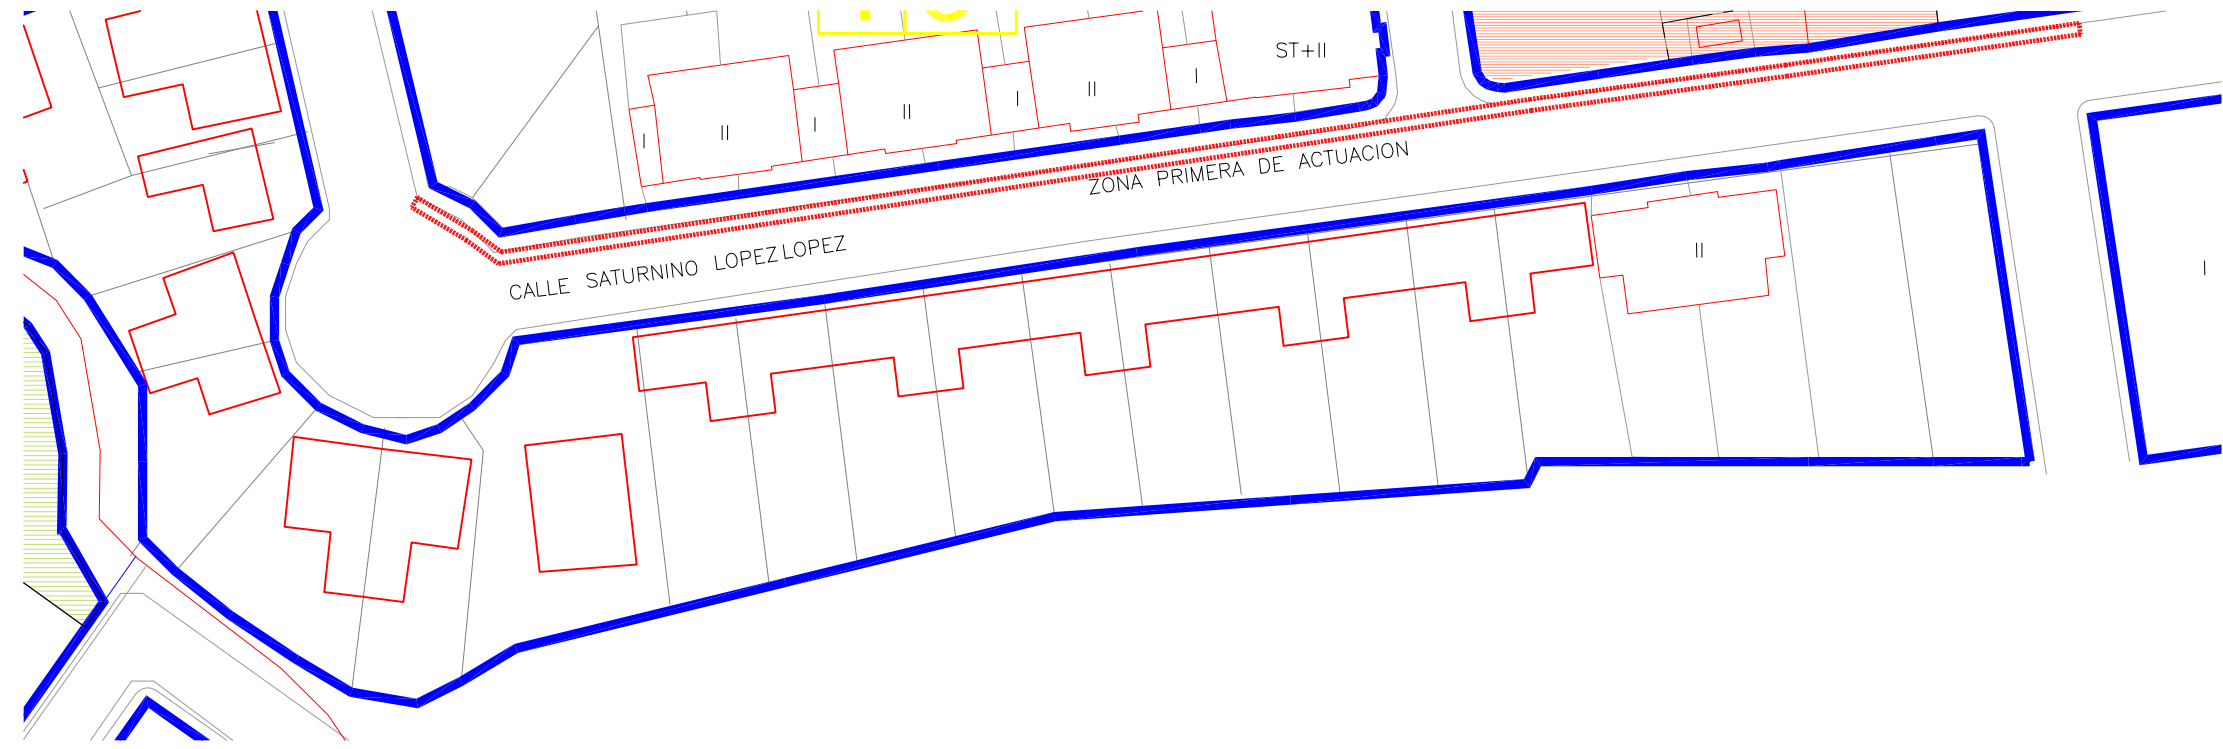 ST+II
II
I
II
I
II
I
I
ZONA PRIMERA DE ACTUACION
CALLE SATURNINO LOPEZ LOPEZ
II
I